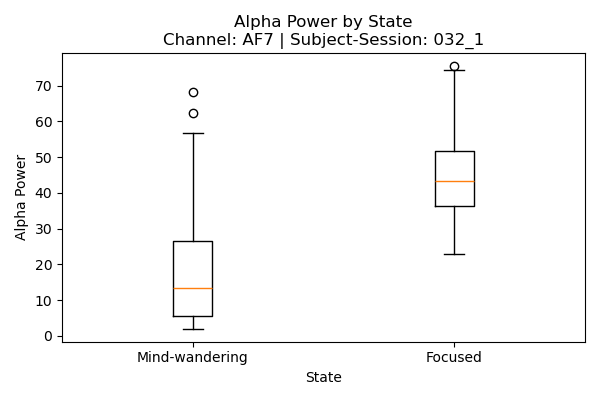 Alpha Power by State
Channel: AF7 | Subject-Session: 032_1
70
60
50
40
30
20
10
0
Alpha Power
Mind-wandering
Focused
State